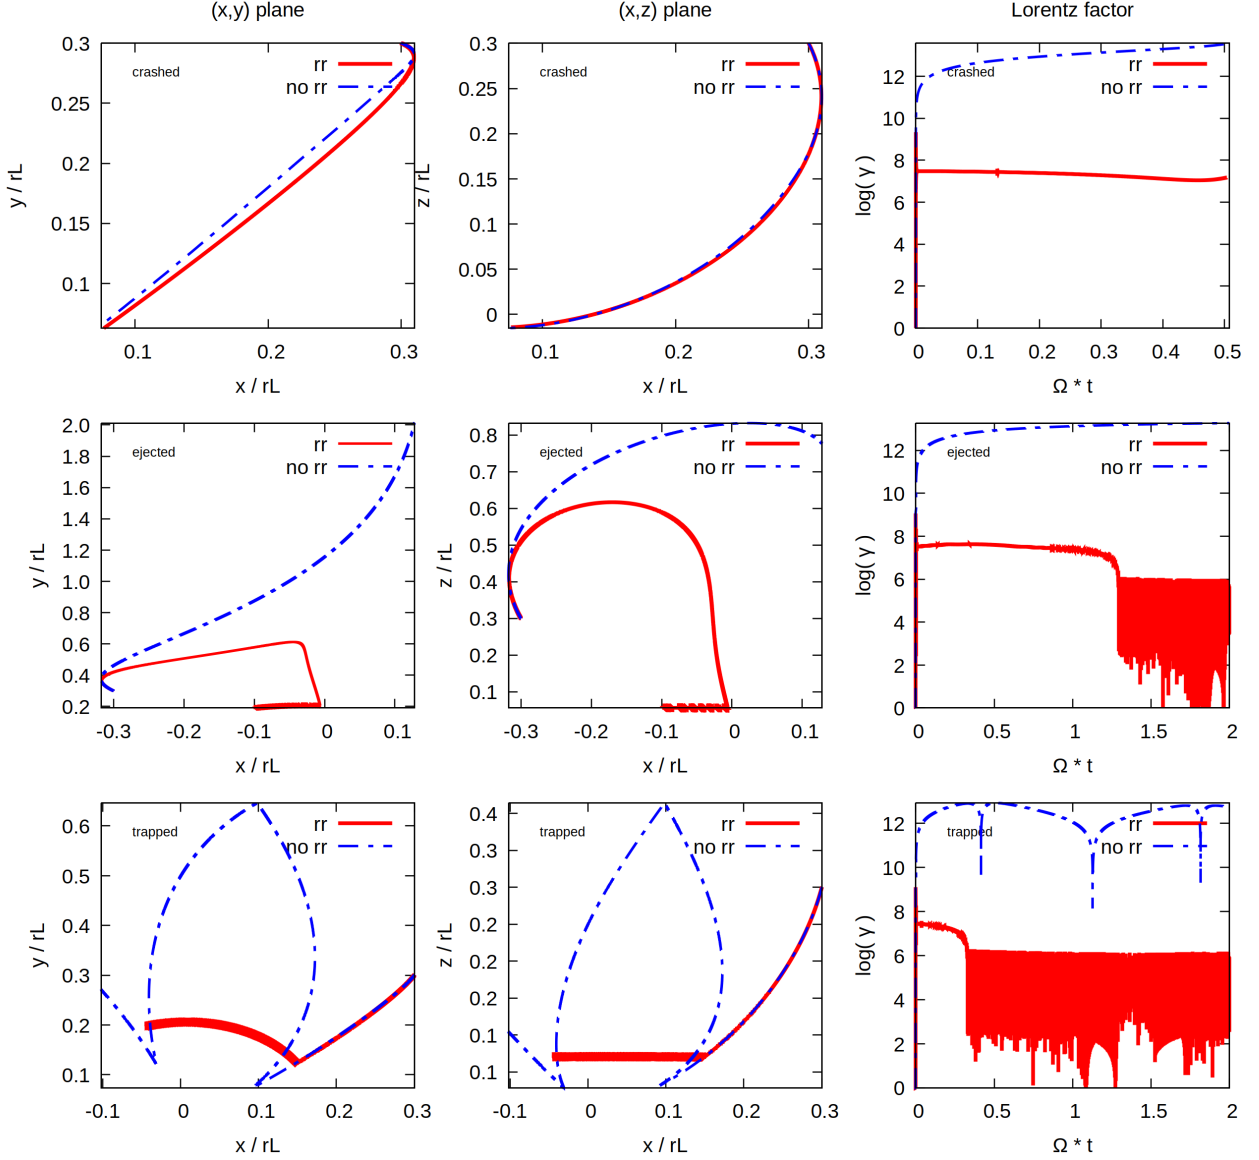 (x,y) plane
(x,z) plane
Lorentz factor
0.3
0.25
0.2
0.15
0.1
y / rL
crashed
rr
no rr
0.1
0.2
0.3
x / rL
0.3
0.25
0.2
0.15
0.1
0.05
0
z / rL
crashed
rr
no rr
0.1
0.2
0.3
x / rL
12
10
8
6
4
2
0
log( γ )
crashed
rr
no rr
0
0.1
0.2
0.3
0.4
0.5
Ω * t
2.0
1.8
1.6
1.4
1.2
1.0
0.8
0.6
0.4
0.2
y / rL
ejected
rr
no rr
-0.3
-0.2
-0.1
0
0.1
x / rL
0.8
0.7
0.6
0.5
0.4
0.3
0.2
0.1
z / rL
ejected
rr
no rr
-0.3
-0.2
-0.1
0
0.1
x / rL
12
10
8
6
4
2
0
log( γ )
ejected
rr
no rr
0
0.5
1
1.5
2
Ω * t
0.6
0.5
0.4
0.3
0.2
0.1
y / rL
trapped
rr
no rr
-0.1
0
0.1
0.2
0.3
x / rL
0.4
0.3
0.3
0.2
0.2
0.2
0.1
0.1
z / rL
trapped
rr
no rr
-0.1
0
0.1
0.2
0.3
x / rL
12
10
8
6
4
2
0
log( γ )
trapped
rr
no rr
0
0.5
1
1.5
2
Ω * t